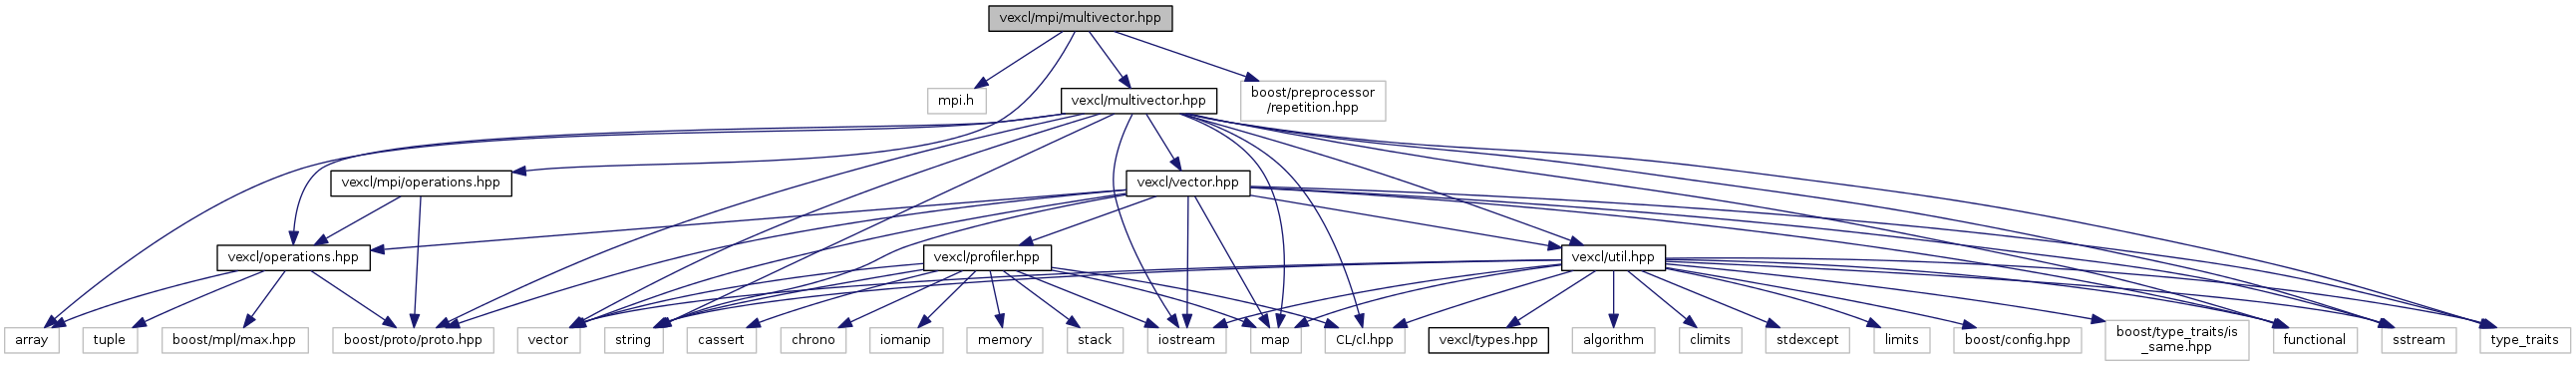 vexcl/mpi/multivector.hpp
mpi.h
vexcl/multivector.hpp
boost/preprocessor
/repetition.hpp
vexcl/mpi/operations.hpp
vexcl/vector.hpp
vexcl/operations.hpp
vexcl/profiler.hpp
vexcl/util.hpp
array
tuple
boost/mpl/max.hpp
boost/proto/proto.hpp
vector
string
cassert
chrono
iomanip
memory
stack
iostream
map
CL/cl.hpp
vexcl/types.hpp
algorithm
climits
stdexcept
limits
boost/config.hpp
boost/type_traits/is
_same.hpp
functional
sstream
type_traits